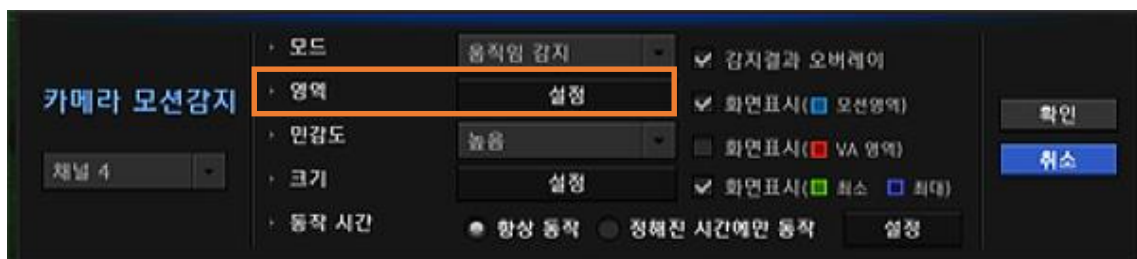 카메라 모션감지
채널 4
모드
움직임 감지
감지결과 오버레이
영역
설정
화면표시( 모션영역)
민감도
높음
화면표시( VA 영역)
크기
설정
화면표시( 최소 최대)
동작 시간
항상 동작
정해진 시간에만 동작
설정
확인
취소